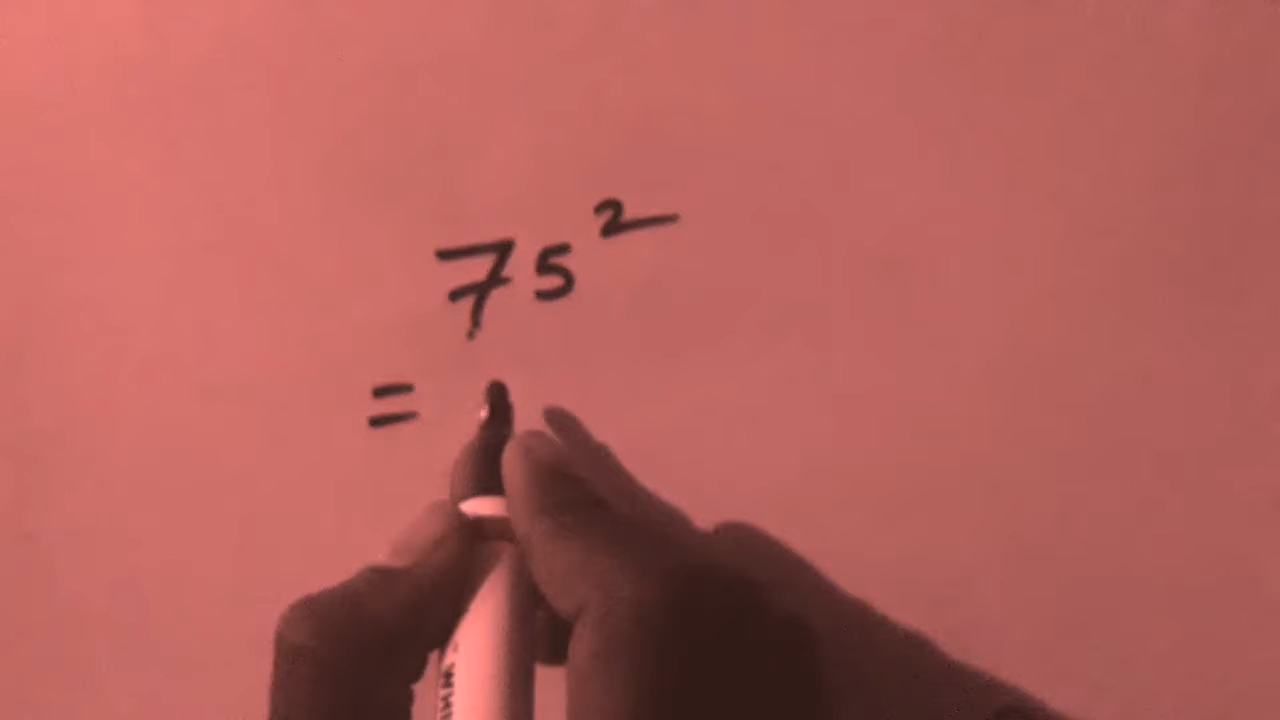 75²
=